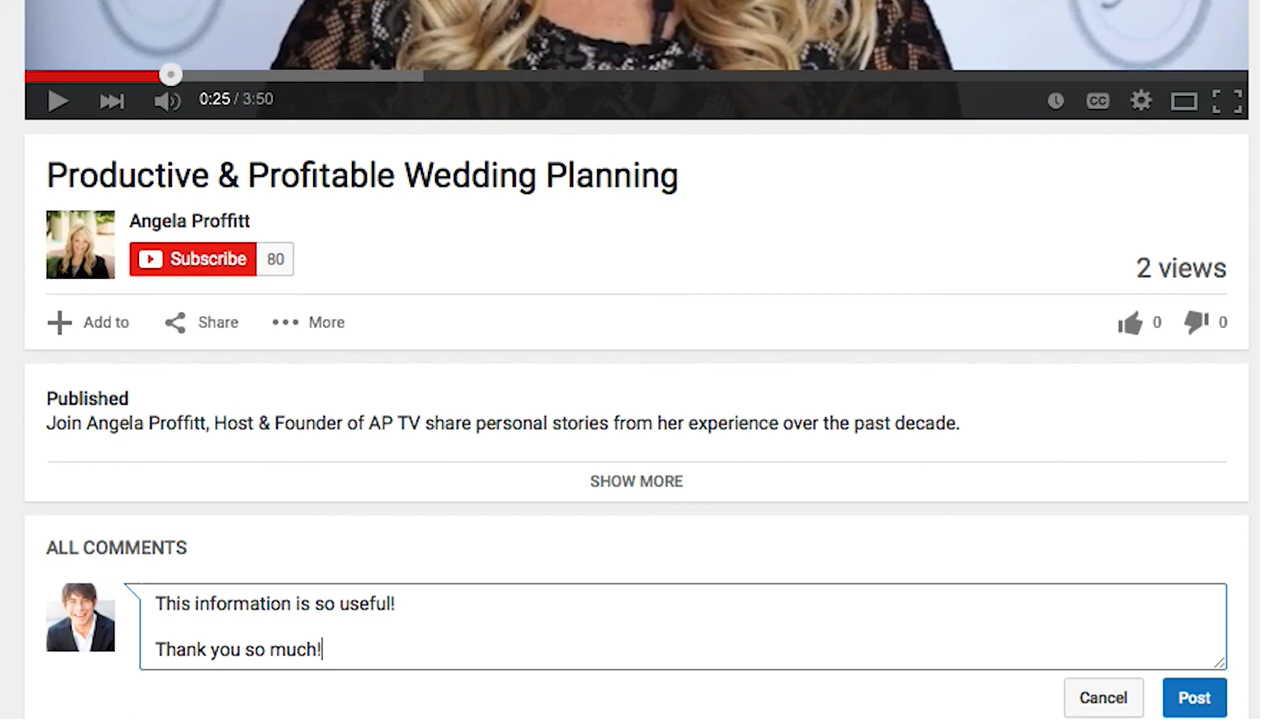 0:25 / 3:50
CC
Productive & Profitable Wedding Planning
Angela Proffitt
Subscribe 80
2 views
Add to Share More 0 0
Published
Join Angela Proffitt, Host & Founder of AP TV share personal stories from her experience over the past decade.
SHOW MORE
ALL COMMENTS
This information is so useful!
Thank you so much!
Cancel Post